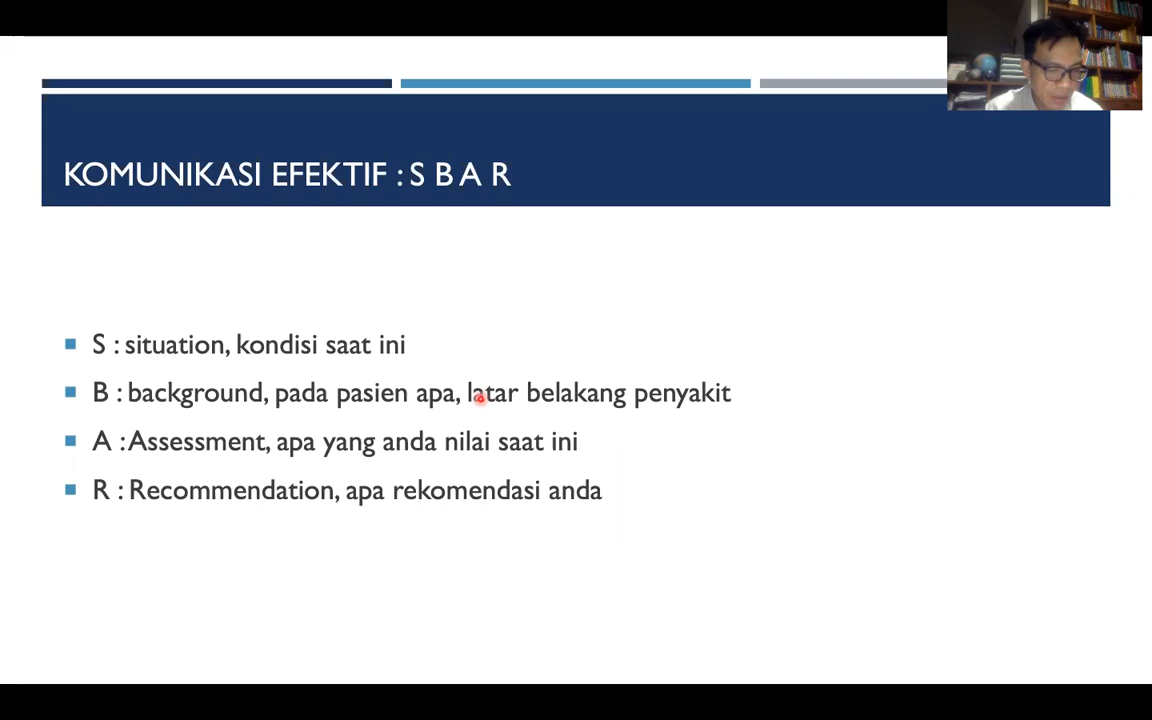 KOMUNIKASI EFEKTIF : S B A R
S : situation, kondisi saat ini
B : background, pada pasien apa, latar belakang penyakit
A : Assessment, apa yang anda nilai saat ini
R : Recommendation, apa rekomendasi anda